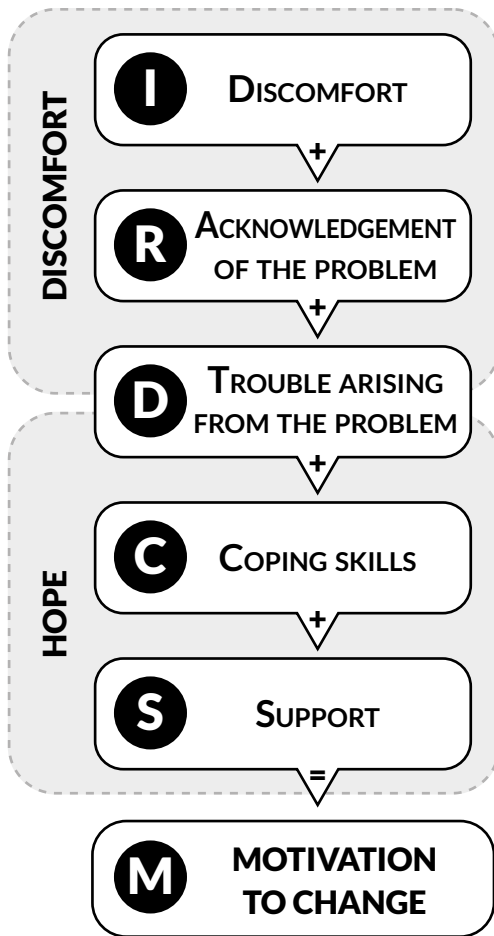 DISCOMFORT
I
DISCOMFORT
+
R
ACKNOWLEDGEMENT
OF THE PROBLEM
+
D
TROUBLE ARISING
FROM THE PROBLEM
+
HOPE
C
COPING SKILLS
+
S
SUPPORT
=
M
MOTIVATION
TO CHANGE